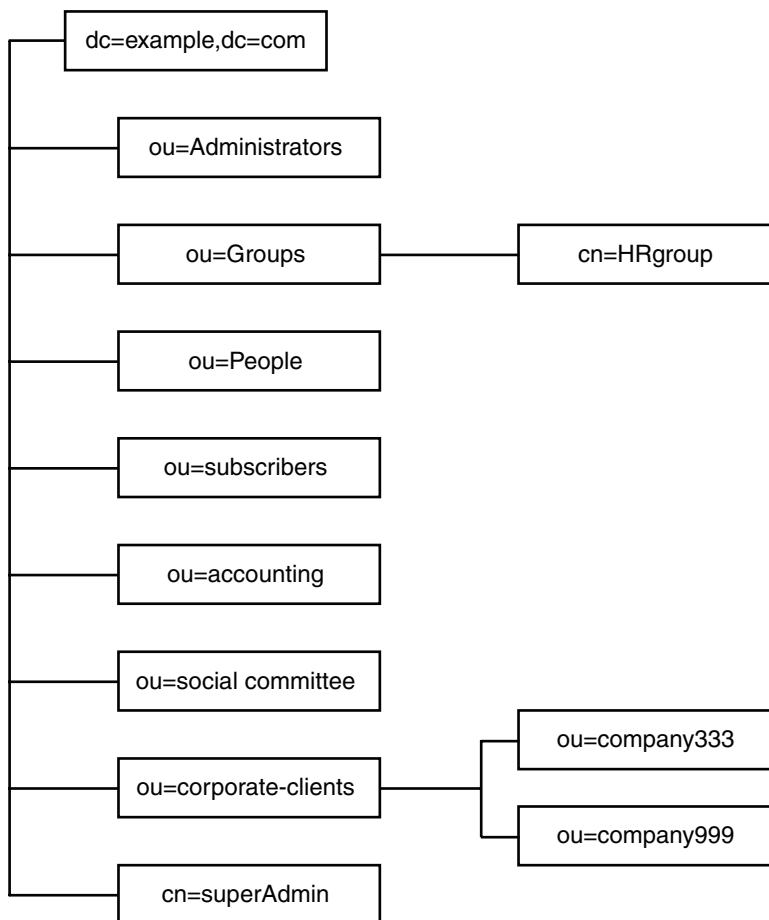 dc=example,dc=com
ou=Administrators
ou=Groups
cn=HRgroup
ou=People
ou=subscribers
ou=accounting
ou=social committee
ou=corporate-clients
ou=company333
ou=company999
cn=superAdmin